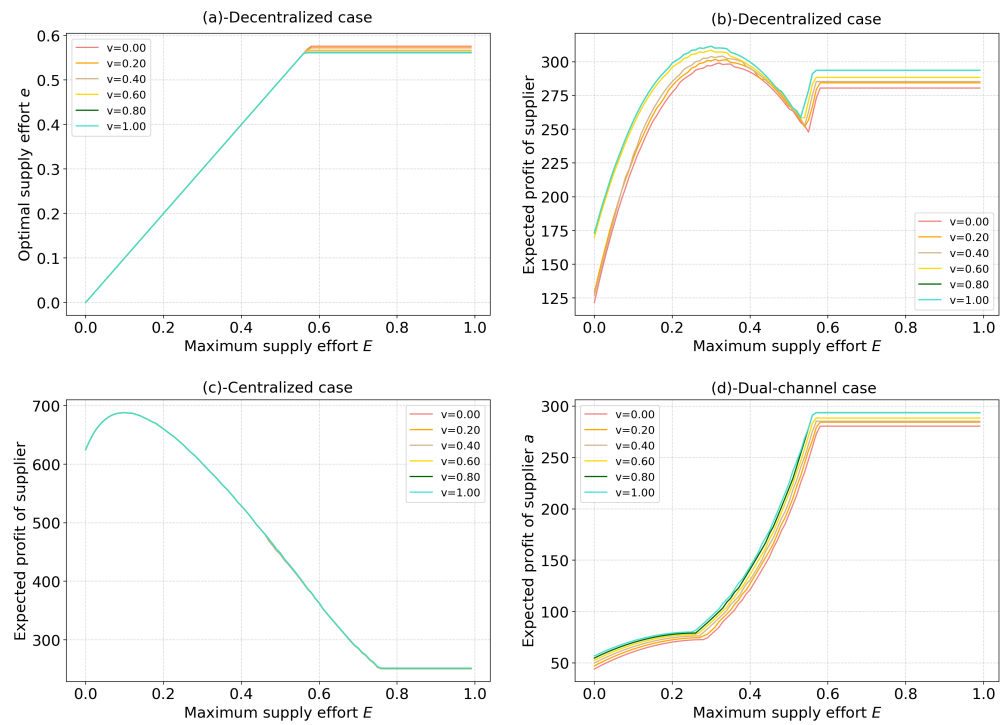 (a)-Decentralized case
0.6
0.5
0.4
0.3
0.2
0.1
0.0
Optimal supply effort e
v=0.00
v=0.20
v=0.40
v=0.60
v=0.80
v=1.00
0.0 0.2 0.4 0.6 0.8 1.0
Maximum supply effort E
(b)-Decentralized case
300
275
250
225
200
175
150
125
Expected profit of supplier
v=0.00
v=0.20
v=0.40
v=0.60
v=0.80
v=1.00
0.0 0.2 0.4 0.6 0.8 1.0
Maximum supply effort E
(c)-Centralized case
700
600
500
400
300
Expected profit of supplier
v=0.00
v=0.20
v=0.40
v=0.60
v=0.80
v=1.00
0.0 0.2 0.4 0.6 0.8 1.0
Maximum supply effort E
(d)-Dual-channel case
300
250
200
150
100
50
Expected profit of supplier a
v=0.00
v=0.20
v=0.40
v=0.60
v=0.80
v=1.00
0.0 0.2 0.4 0.6 0.8 1.0
Maximum supply effort E